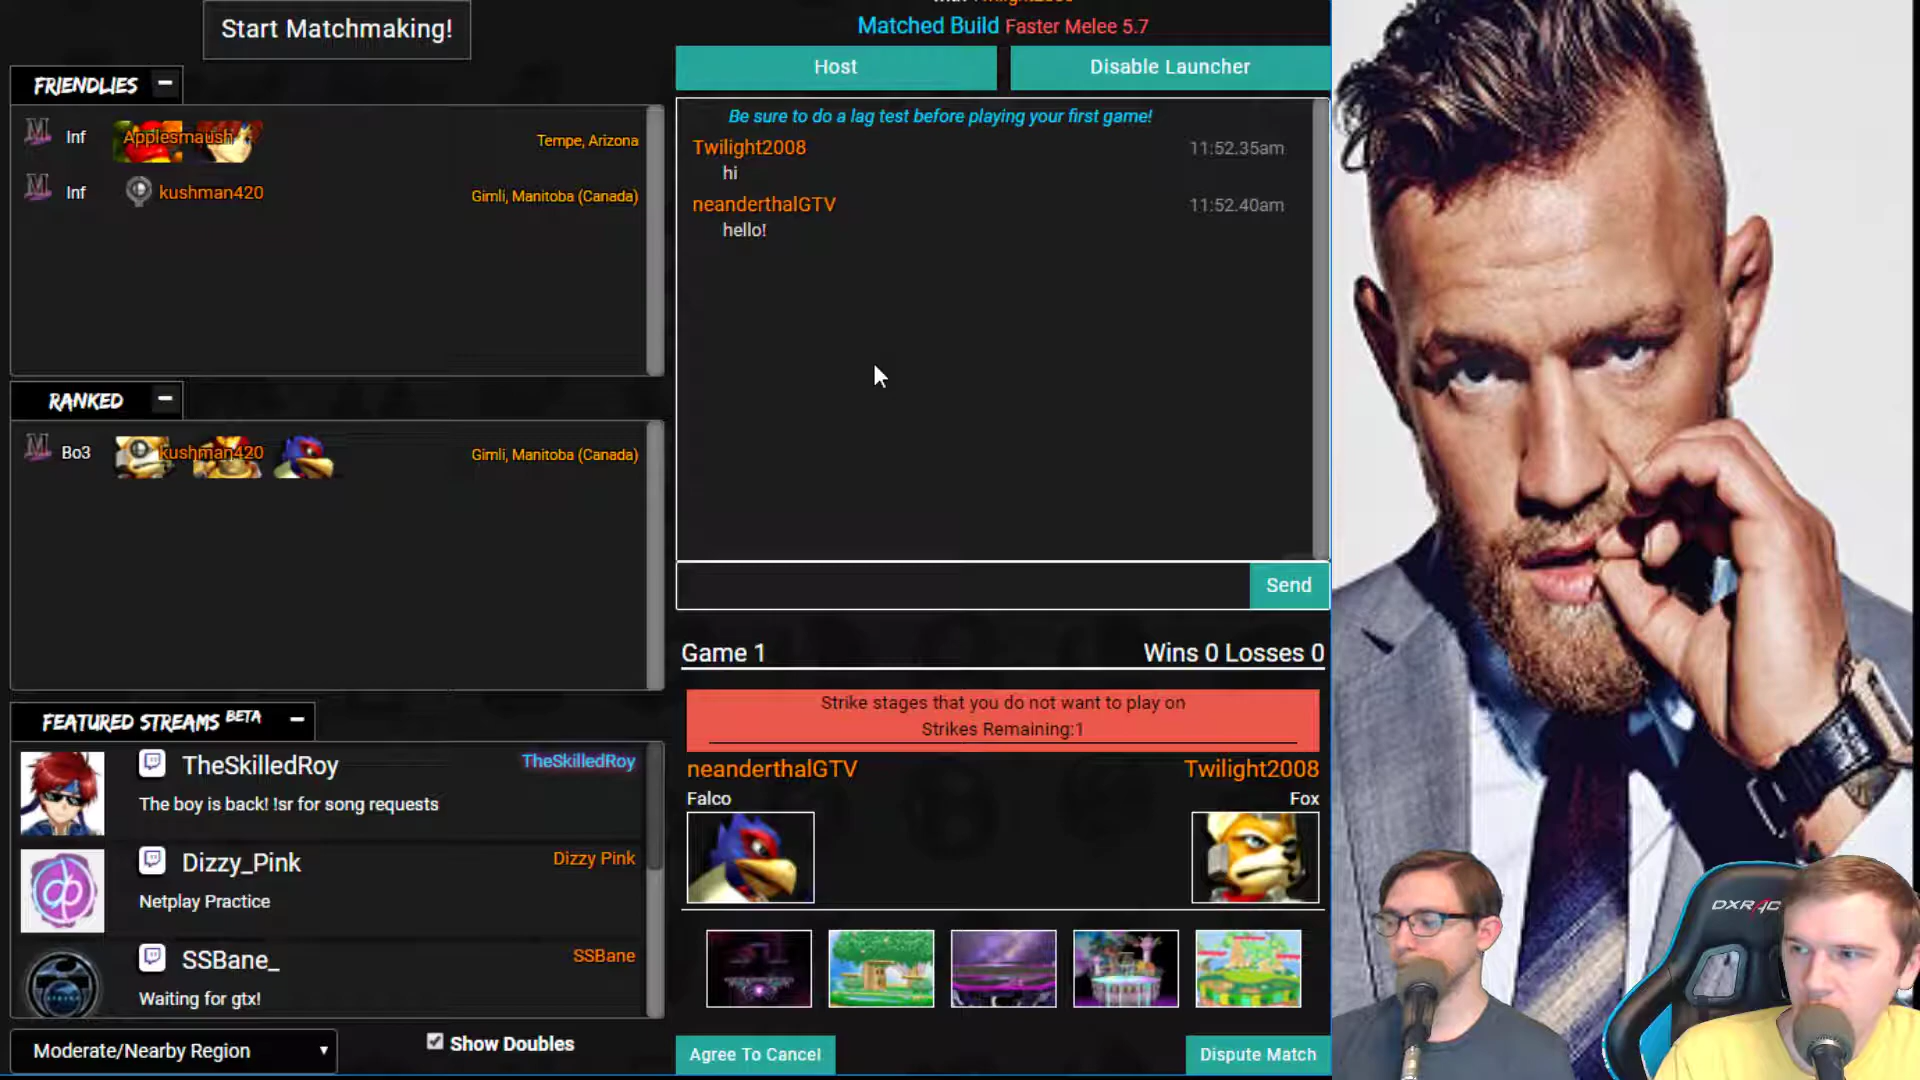 Start Matchmaking!
FRIENDLIES
Inf Applesmaush Tempe, Arizona
Inf kushman420 Gimli, Manitoba (Canada)
RANKED
Bo3 kushman420 Gimli, Manitoba (Canada)
FEATURED STREAMS BETA
TheSkilledRoy TheSkilledRoy
The boy is back! !sr for song requests
Dizzy_Pink Dizzy Pink
Netplay Practice
SSBane_ SSBane
Waiting for gtx!
Moderate/Nearby Region
Show Doubles
Matched Build Faster Melee 5.7
Host Disable Launcher
Be sure to do a lag test before playing your first game!
Twilight2008 11:52.35am
hi
neanderthalGTV 11:52.40am
hello!
Send
Game 1 Wins 0 Losses 0
Strike stages that you do not want to play on
Strikes Remaining:1
neanderthalGTV Twilight2008
Falco Fox
Agree To Cancel Dispute Match